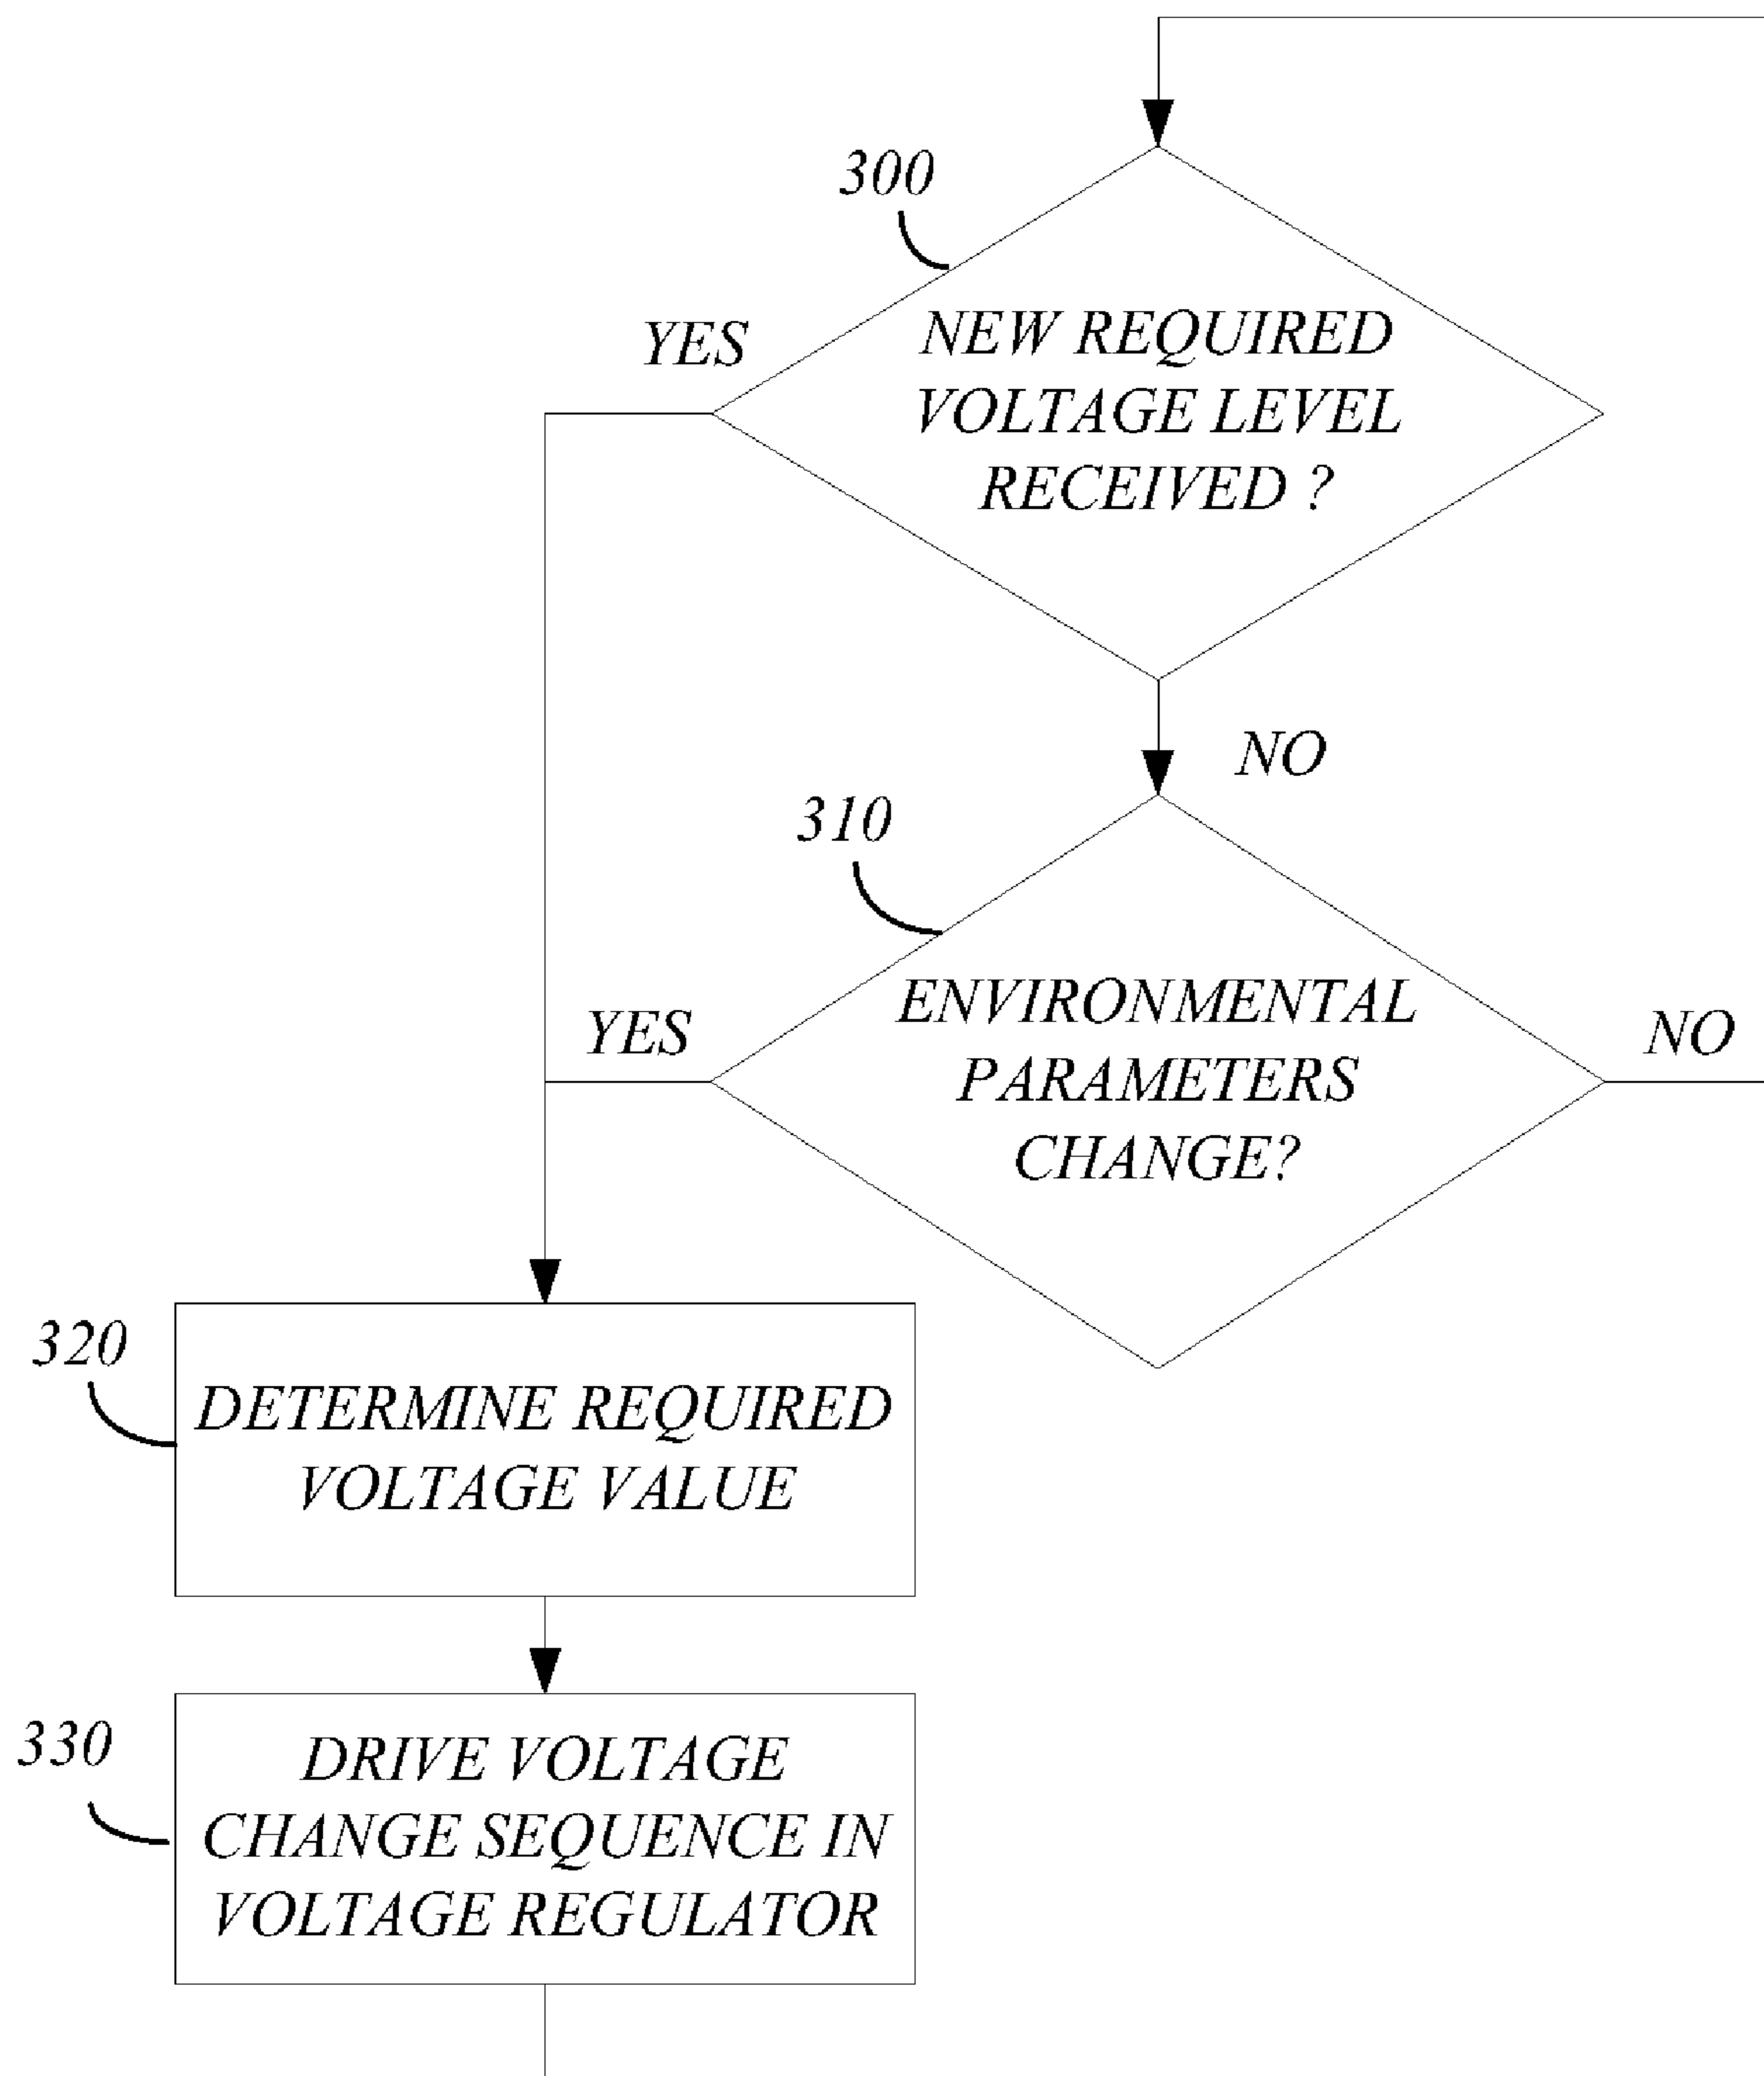 300
YES
NEW REQUIRED
VOLTAGE LEVEL
RECEIVED ?
NO
310
YES
ENVIRONMENTAL
PARAMETERS
CHANGE?
NO
320
DETERMINE REQUIRED
VOLTAGE VALUE
330
DRIVE VOLTAGE
CHANGE SEQUENCE IN
VOLTAGE REGULATOR